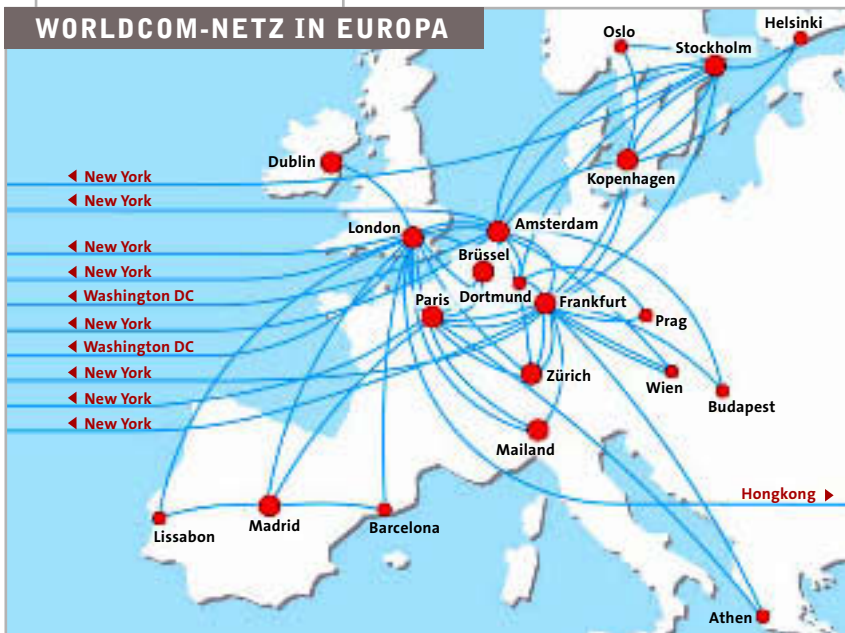 WORLDCOM-NETZ IN EUROPA
Helsinki
Oslo
Stockholm
Dublin
Kopenhagen
New York
New York
London
Amsterdam
New York
Brüssel
New York
Washington DC
Dortmund
Paris
Frankfurt
New York
Prag
Washington DC
New York
Zürich
Wien
New York
Budapest
New York
Mailand
Hongkong
Lissabon
Madrid
Barcelona
Athen